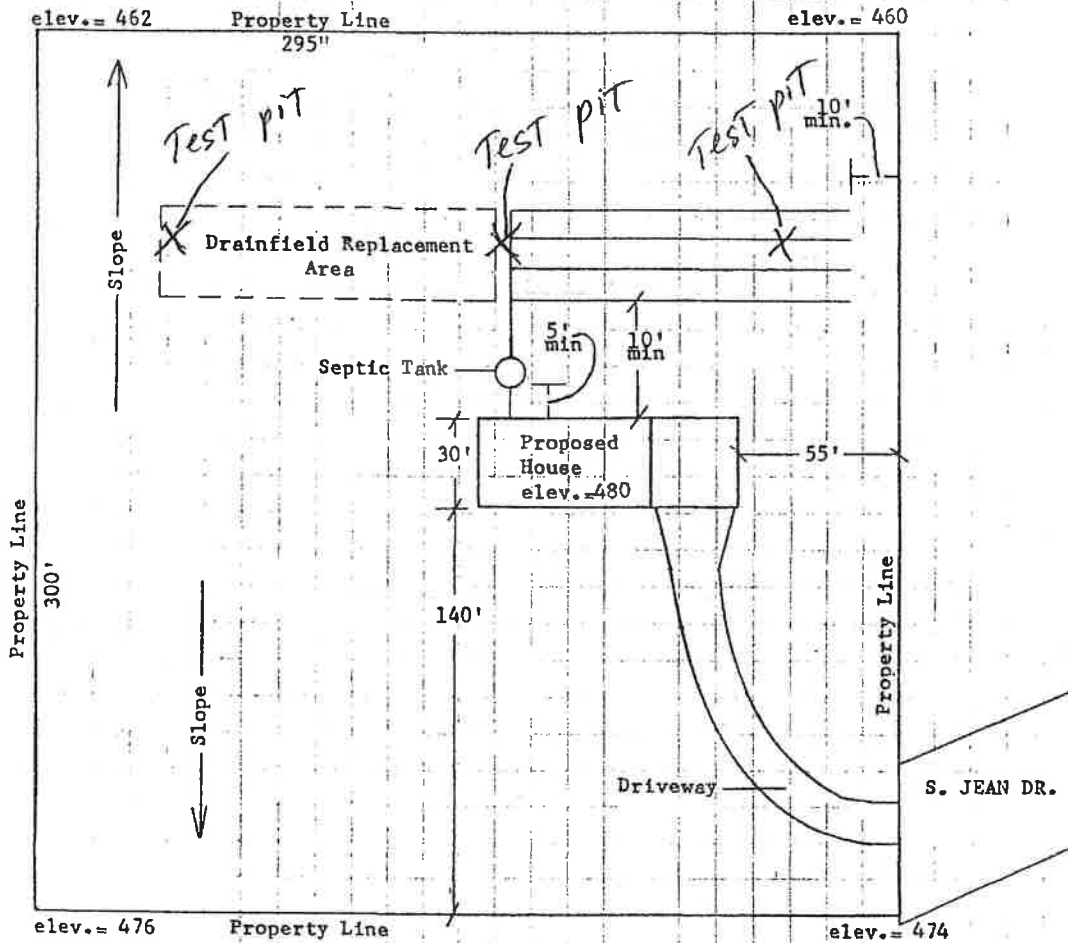 elev.= 462 Property Line elev.= 460
295"
Test pit
Test pit
Test pit
10'
min.
Slope
Drainfield Replacement
Area
5'
min
10'
min
Septic Tank
30'
Proposed
House
elev.=480
55'
Property Line
300'
140'
Property Line
Slope
Driveway
S. JEAN DR.
elev.= 476 Property Line elev.= 474